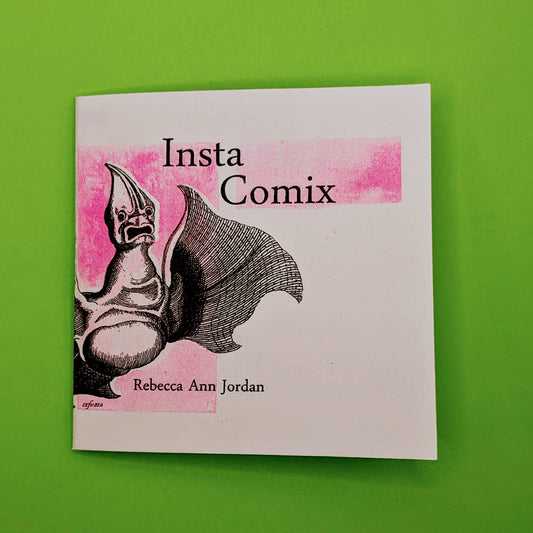 Insta
Comix
Rebecca Ann Jordan